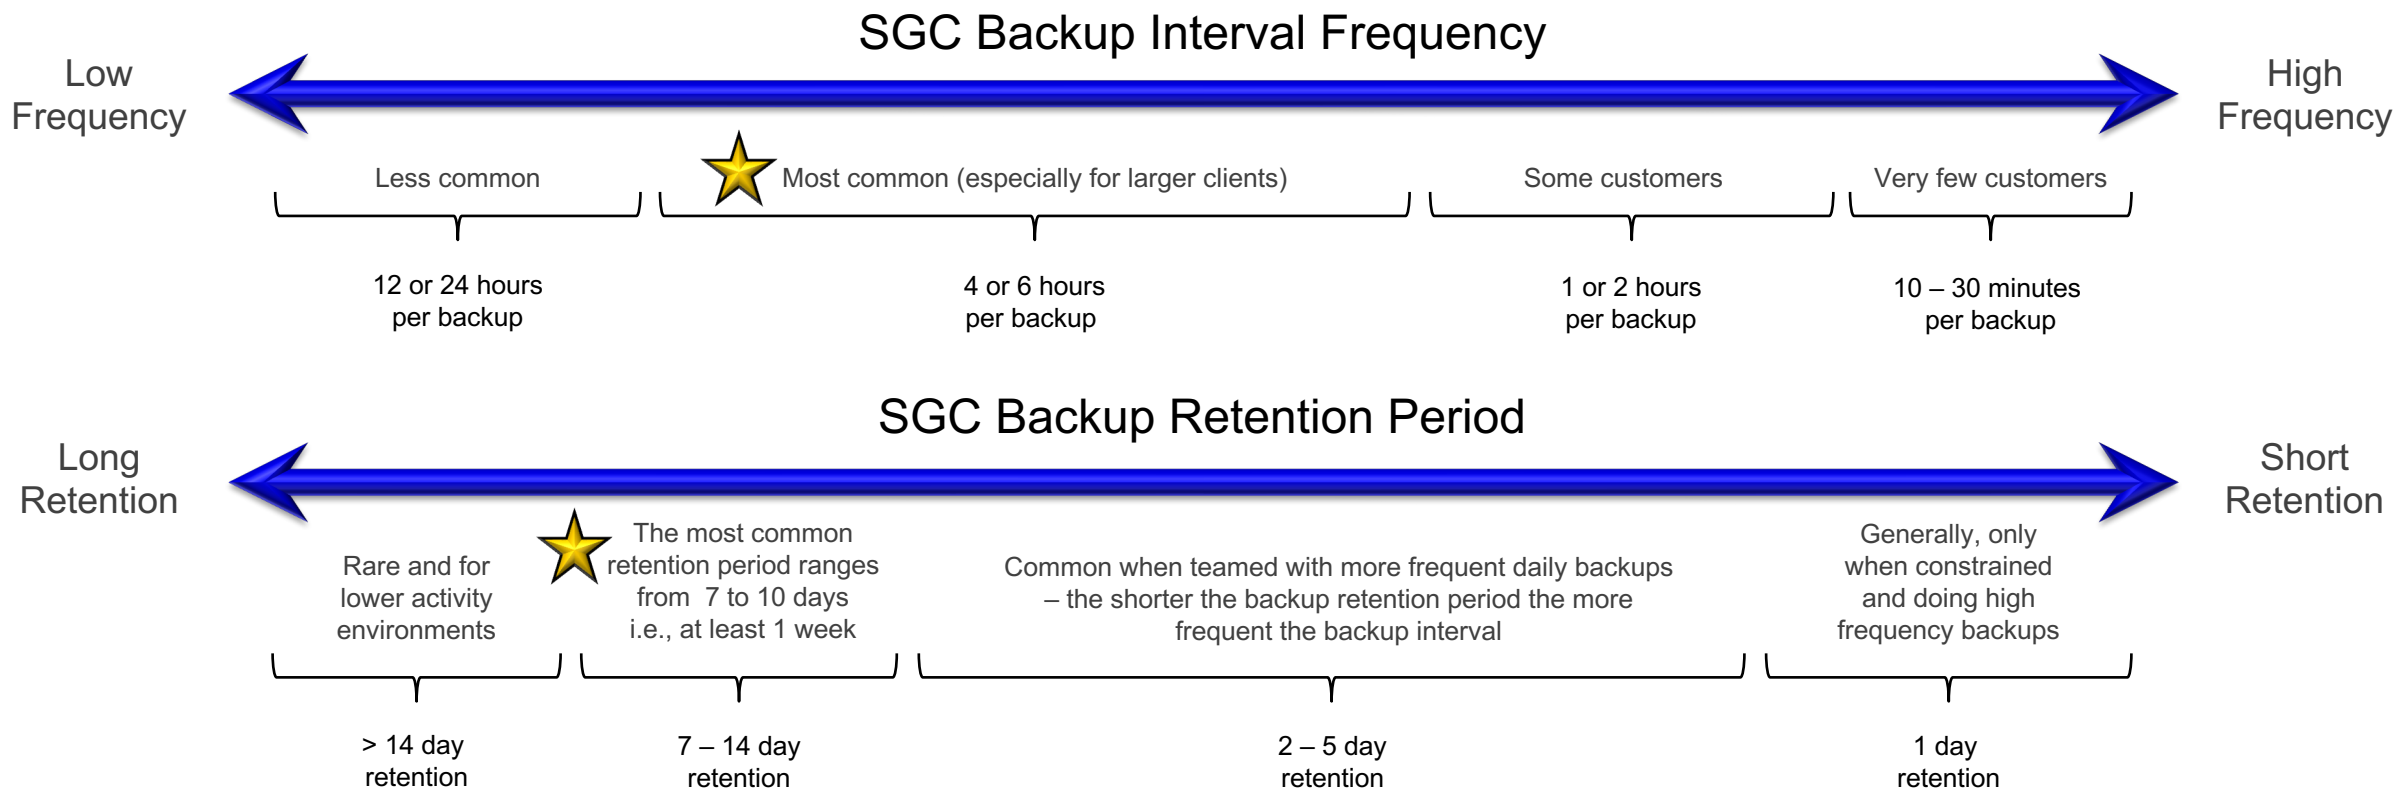 SGC Backup Interval Frequency
Low
Frequency
High
Frequency
Less common
Most common (especially for larger clients)
Some customers
Very few customers
12 or 24 hours
per backup
4 or 6 hours
per backup
1 or 2 hours
per backup
10 – 30 minutes
per backup
SGC Backup Retention Period
Long
Retention
Short
Retention
Rare and for
lower activity
environments
The most common
retention period ranges
from  7 to 10 days
i.e., at least 1 week
Common when teamed with more frequent daily backups
– the shorter the backup retention period the more
frequent the backup interval
Generally, only
when constrained
and doing high
frequency backups
> 14 day
retention
7 – 14 day
retention
2 – 5 day
retention
1 day
retention